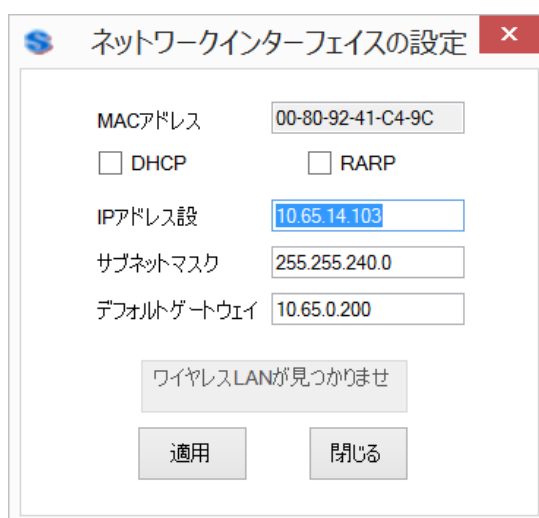 ネットワークインターフェイスの設定
MACアドレス 00-80-92-41-C4-9C
DHCP RARP
IPアドレス設 10.65.14.103
サブネットマスク 255.255.240.0
デフォルトゲートウェイ 10.65.0.200
ワイヤレスLANが見つかりませ
適用 閉じる